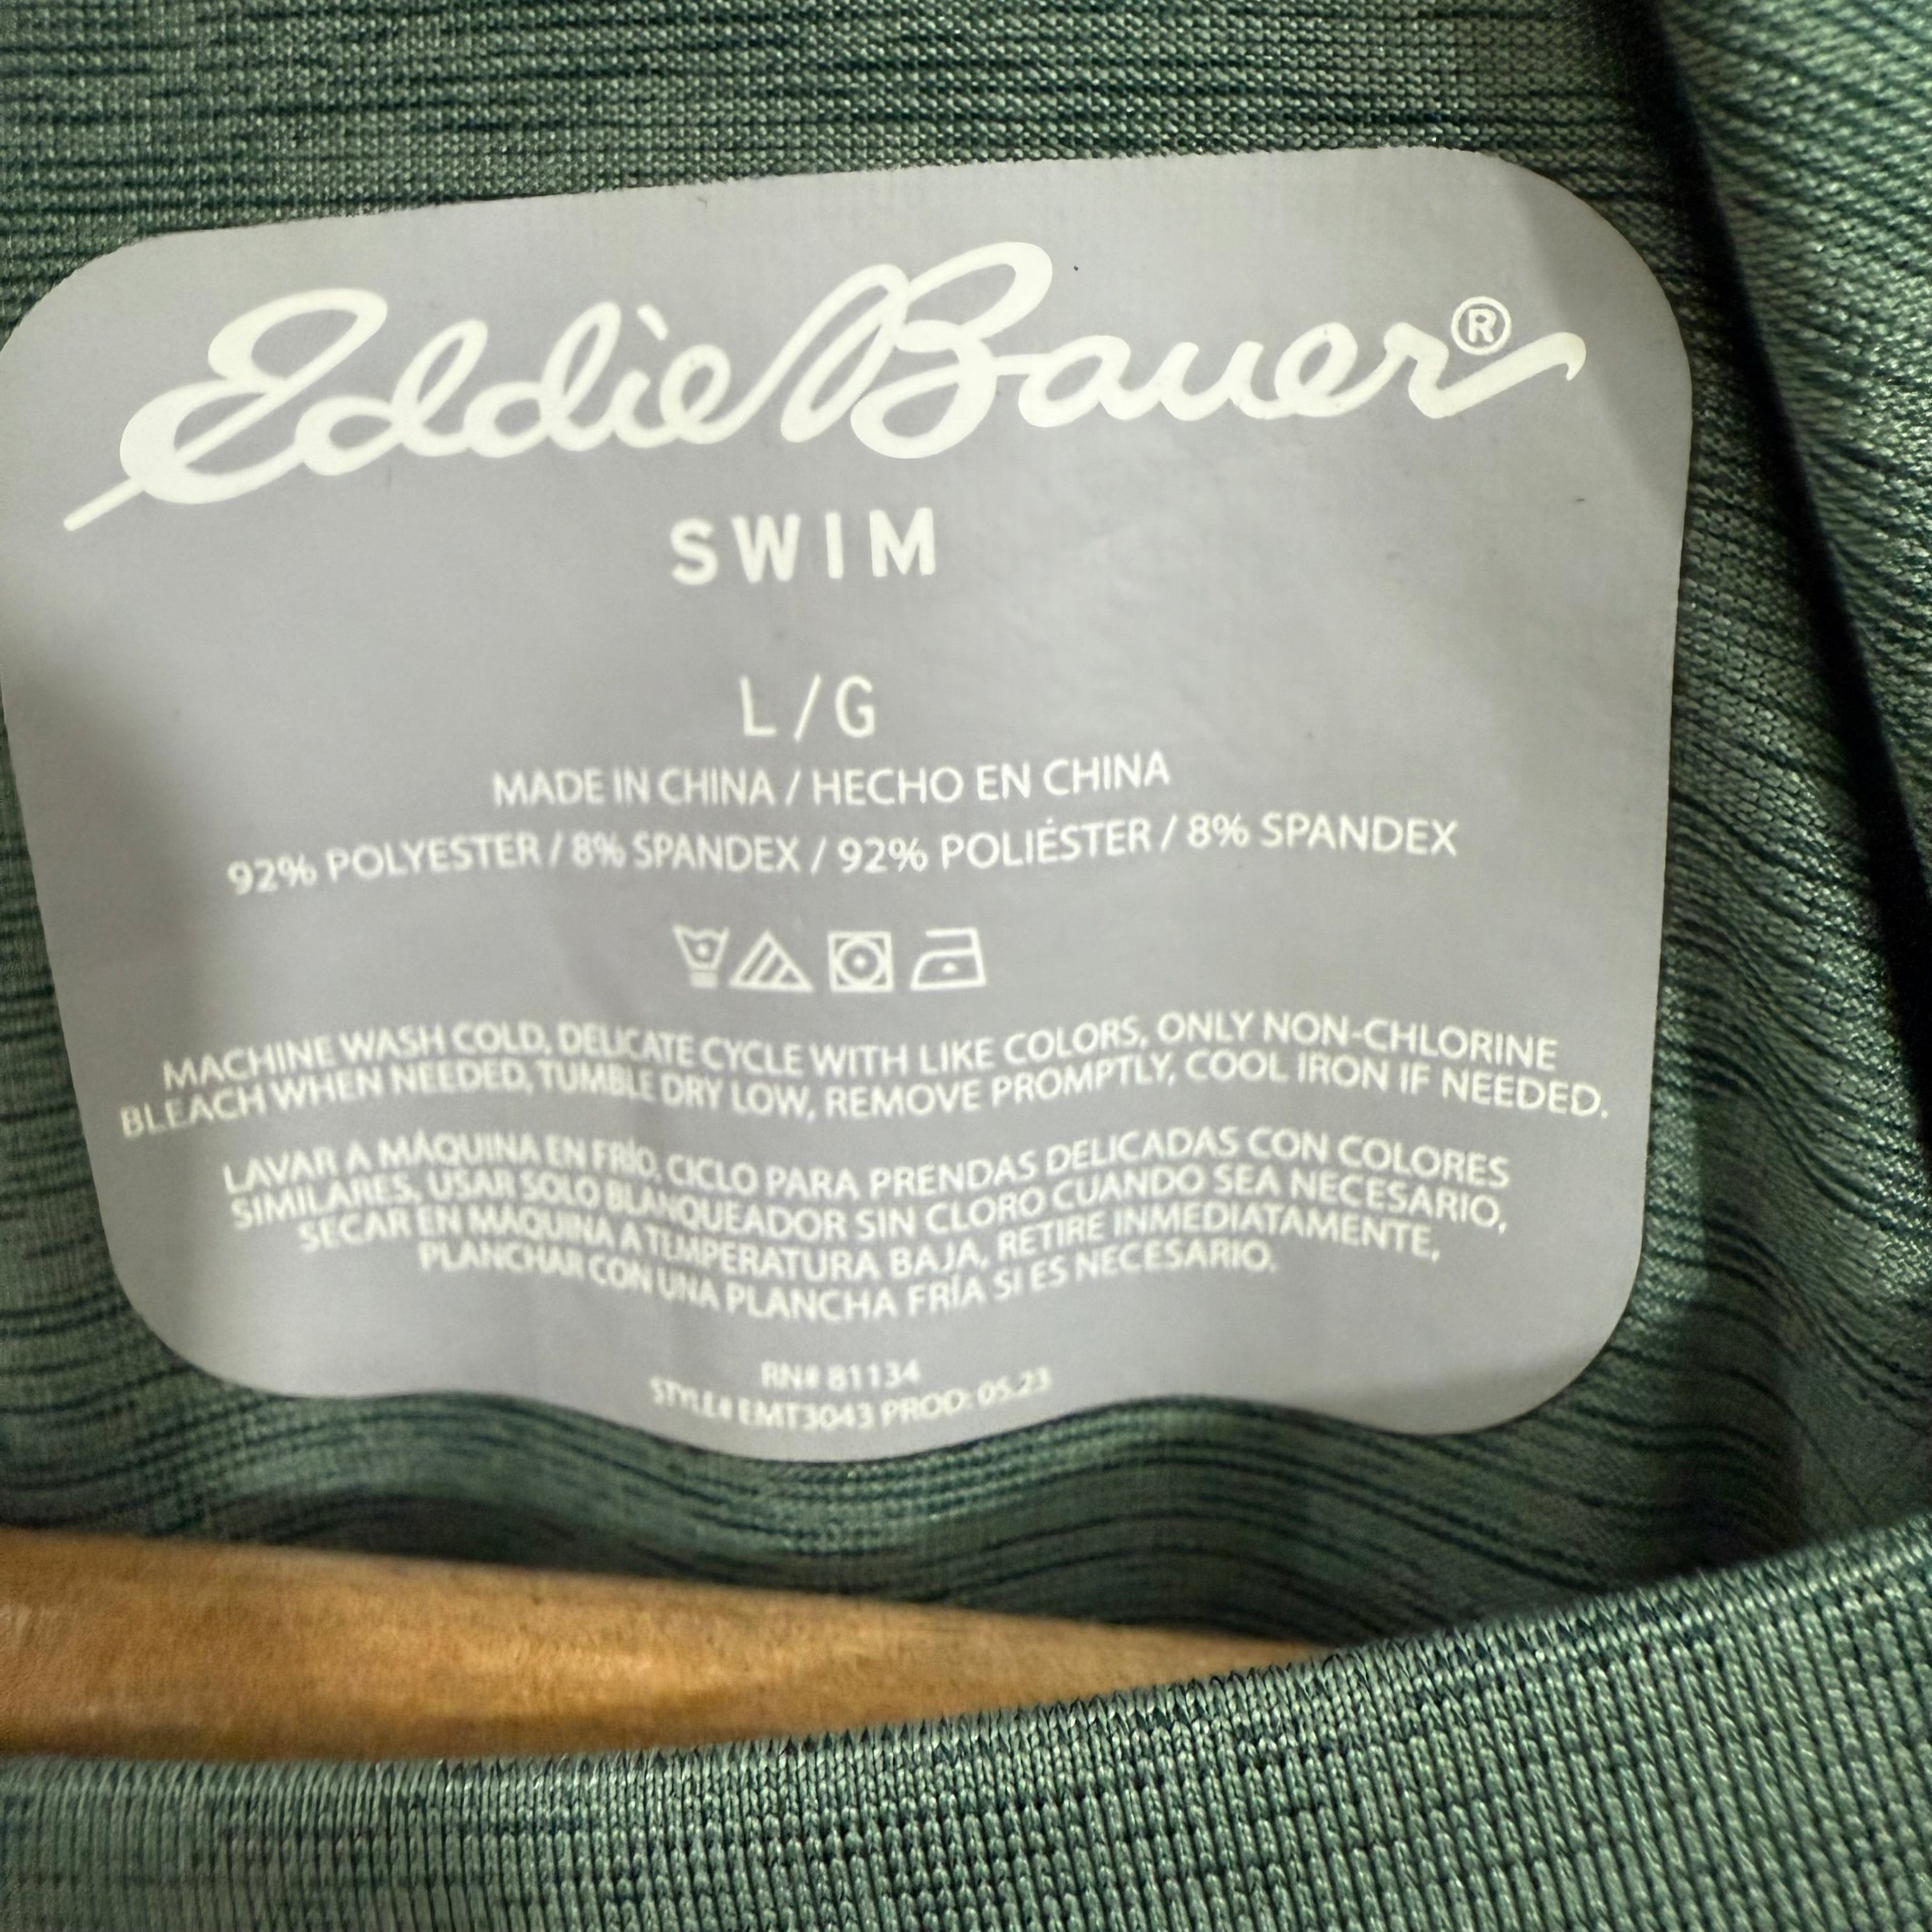 Eddie Bauer®
SWIM
L/G
MADE IN CHINA / HECHO EN CHINA
92% POLYESTER / 8% SPANDEX / 92% POLIÉSTER / 8% SPANDEX
MACHINE WASH COLD, DELICATE CYCLE WITH LIKE COLORS, ONLY NON-CHLORINE
BLEACH WHEN NEEDED, TUMBLE DRY LOW, REMOVE PROMPTLY, COOL IRON IF NEEDED.
LAVAR A MÁQUINA EN FRÍO, CICLO PARA PRENDAS DELICADAS CON COLORES
SIMILARES, USAR SOLO BLANQUEADOR SIN CLORO CUANDO SEA NECESARIO,
SECAR EN MÁQUINA A TEMPERATURA BAJA, RETIRE INMEDIATAMENTE,
PLANCHAR CON UNA PLANCHA FRÍA SI ES NECESARIO.
RN# 81134
STYLE# EMT3043 PROD: 05.23